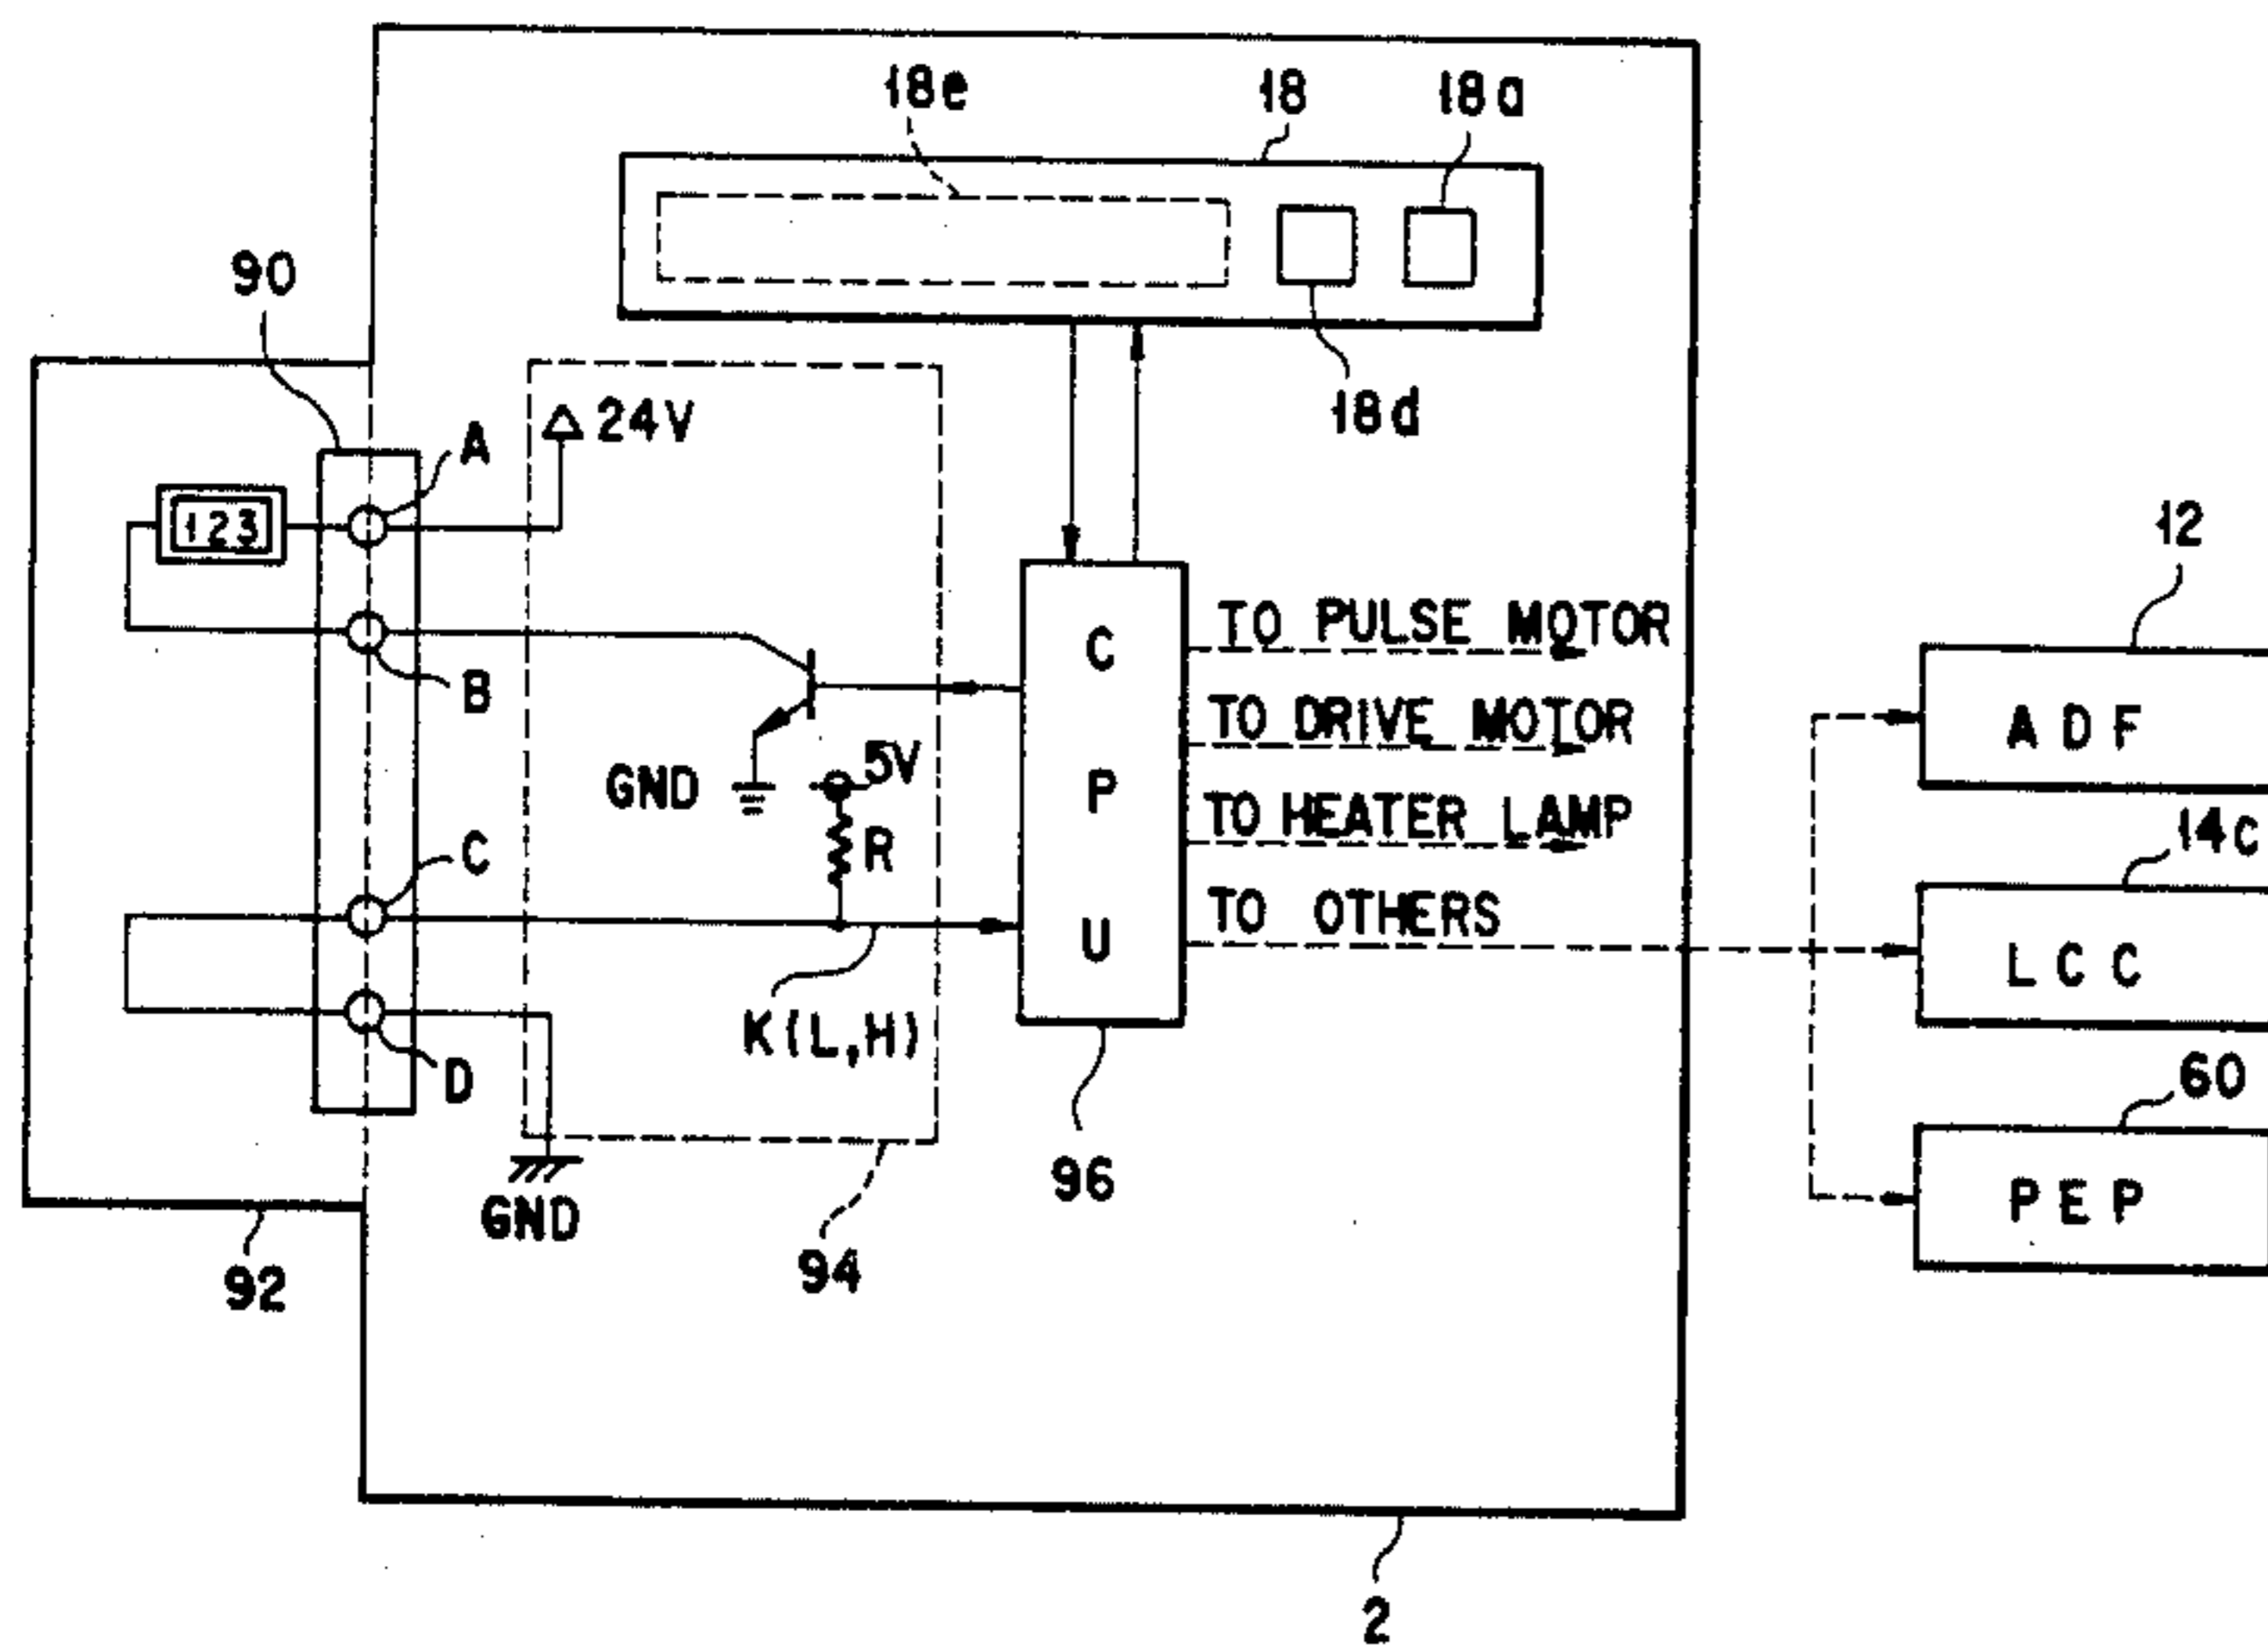 18e 18 18a
90
18d
24V
A
123
12
TO PULSE MOTOR
C
B
TO DRIVE MOTOR
ADF
5V
GND
P
TO HEATER LAMP
14c
R
C
TO OTHERS
U
LCC
K(L,H)
D
60
96
PEP
GND
94
92
2